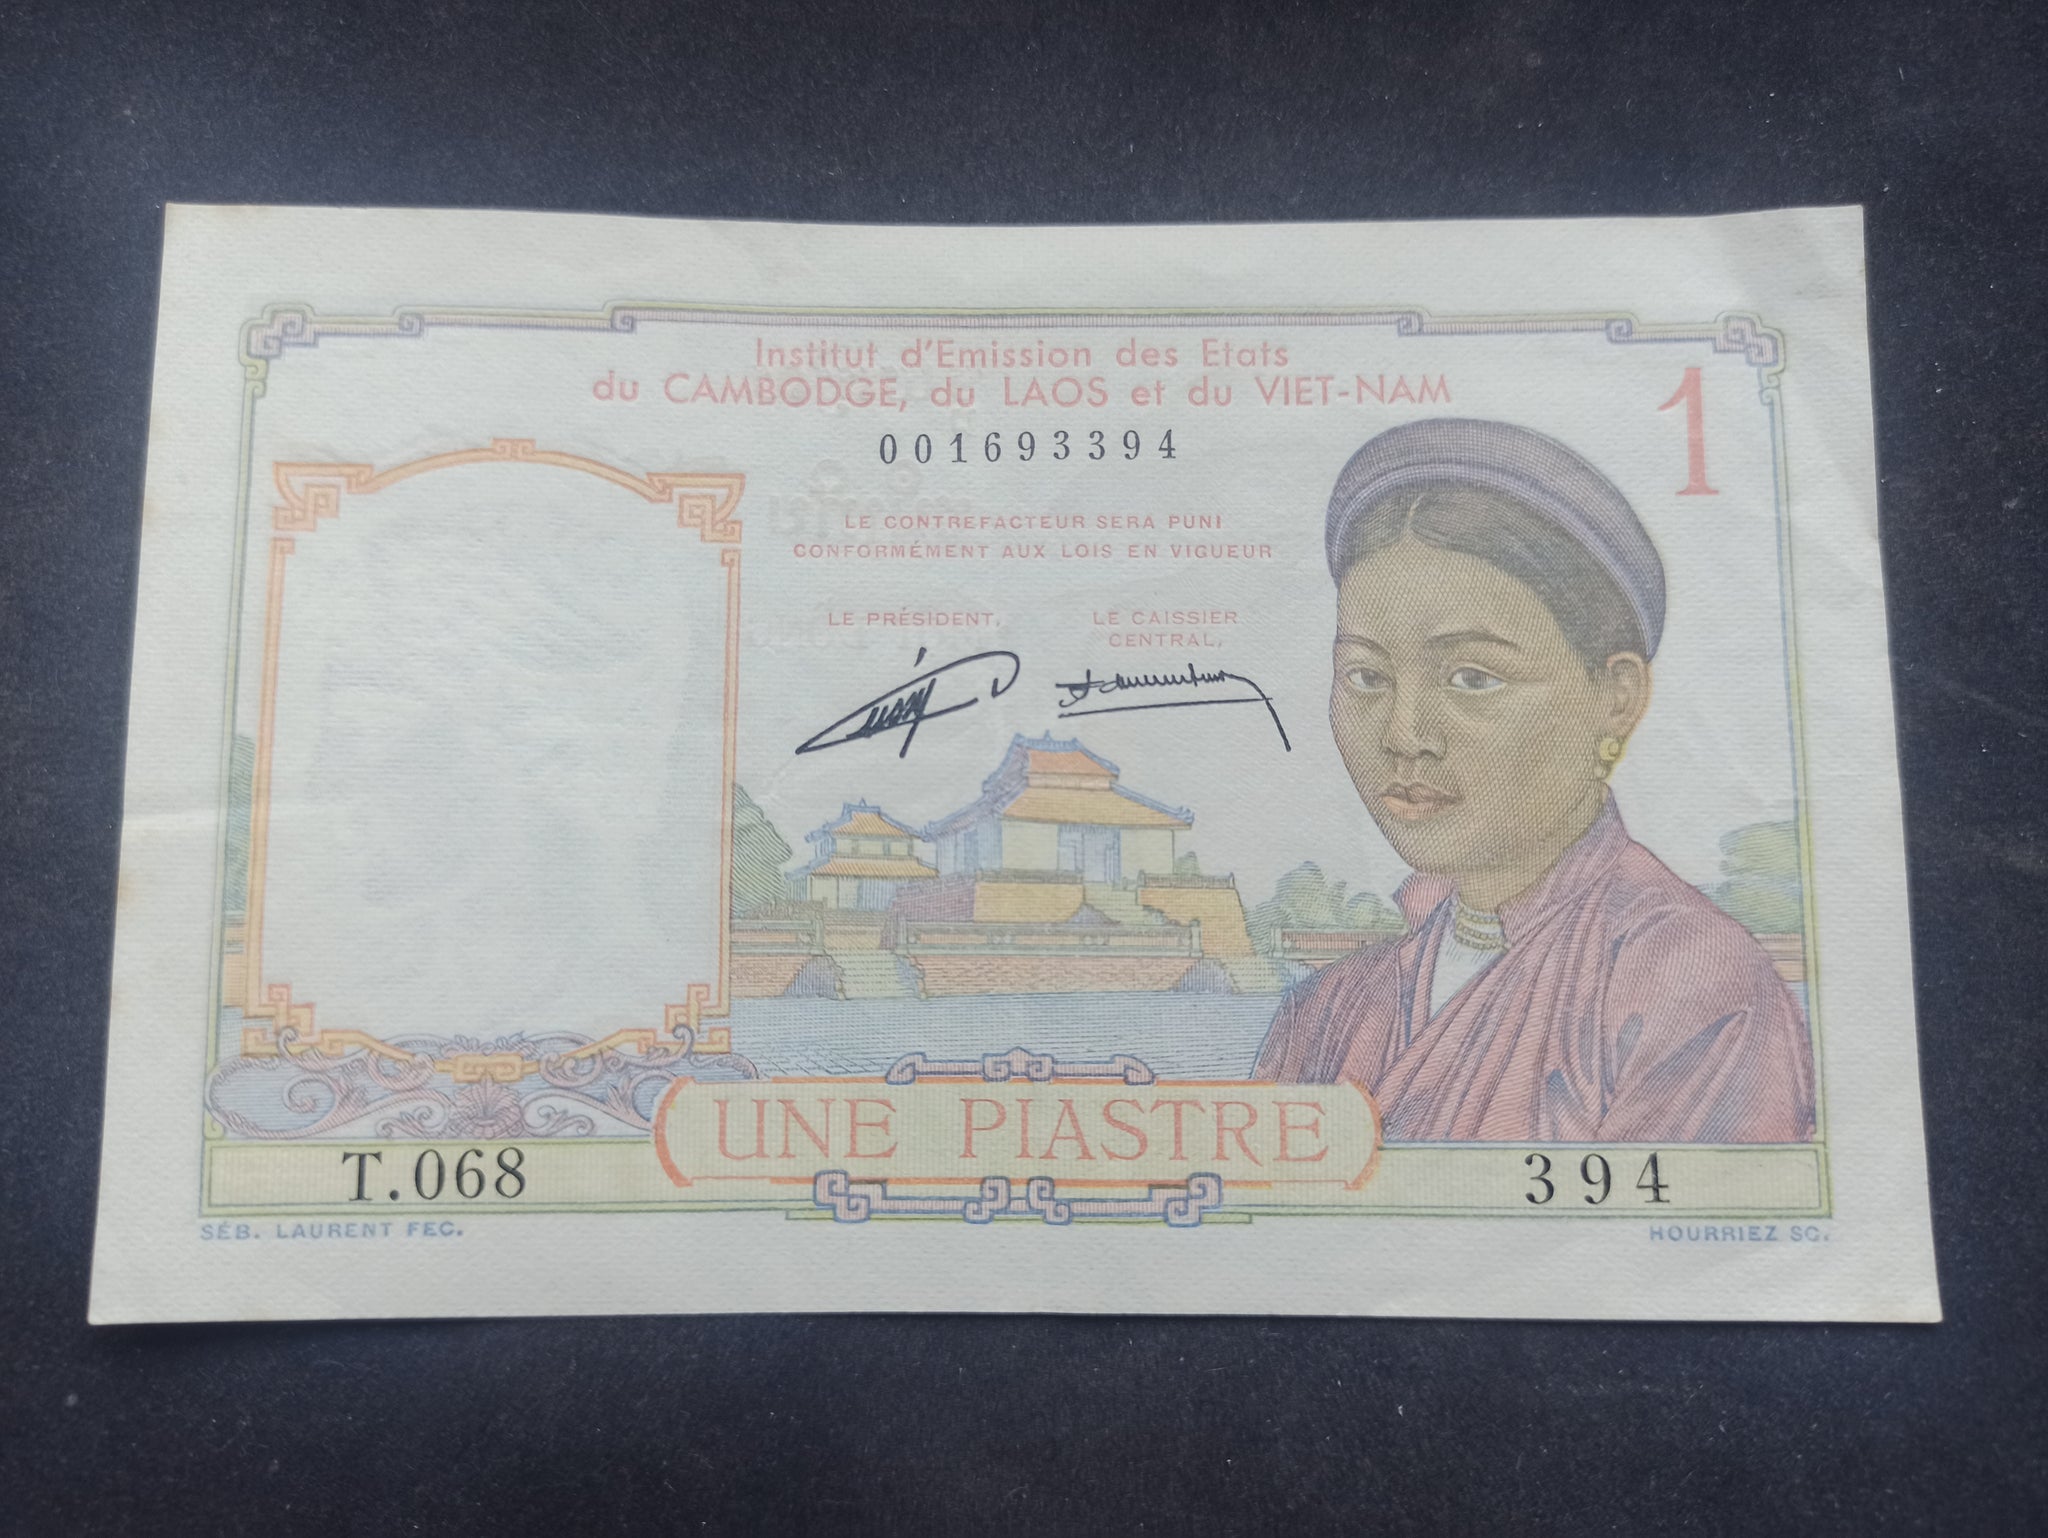 Institut d'Emission des Etats
du CAMBODGE, du LAOS et du VIET-NAM
1
001693394
LE CONTREFACTEUR SERA PUNI
CONFORMÉMENT AUX LOIS EN VIGUEUR
LE PRÉSIDENT,
LE CAISSIER
CENTRAL,
UNE PIASTRE
T.068
394
SÉB. LAURENT FEC.
HOURRIEZ SC.